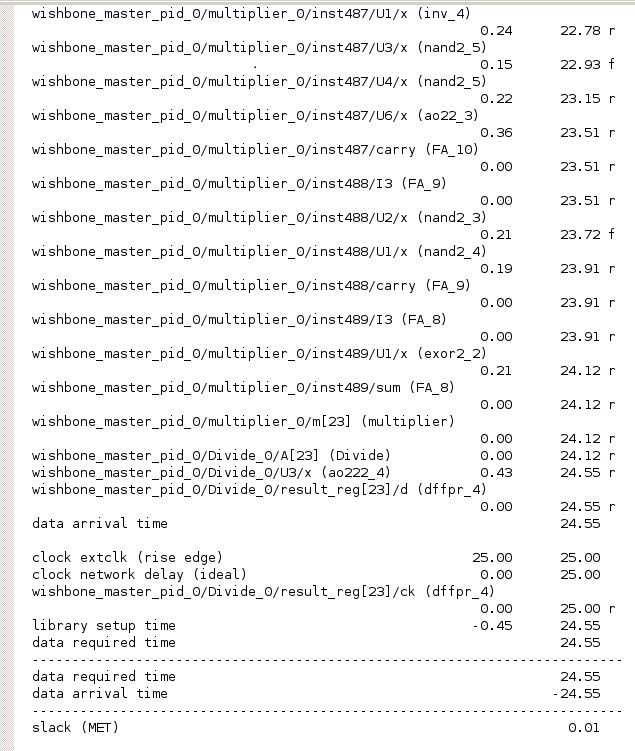 wishbone_master_pid_0/multiplier_0/inst487/U1/x (inv_4)
0.24 22.78 r
wishbone_master_pid_0/multiplier_0/inst487/U3/x (nand2_5)
0.15 22.93 f
wishbone_master_pid_0/multiplier_0/inst487/U4/x (nand2_5)
0.22 23.15 r
wishbone_master_pid_0/multiplier_0/inst487/U6/x (ao22_3)
0.36 23.51 r
wishbone_master_pid_0/multiplier_0/inst487/carry (FA_10)
0.00 23.51 r
wishbone_master_pid_0/multiplier_0/inst488/I3 (FA_9)
0.00 23.51 r
wishbone_master_pid_0/multiplier_0/inst488/U2/x (nand2_3)
0.21 23.72 f
wishbone_master_pid_0/multiplier_0/inst488/U1/x (nand2_4)
0.19 23.91 r
wishbone_master_pid_0/multiplier_0/inst488/carry (FA_9)
0.00 23.91 r
wishbone_master_pid_0/multiplier_0/inst489/I3 (FA_8)
0.00 23.91 r
wishbone_master_pid_0/multiplier_0/inst489/U1/x (exor2_2)
0.21 24.12 r
wishbone_master_pid_0/multiplier_0/inst489/sum (FA_8)
0.00 24.12 r
wishbone_master_pid_0/multiplier_0/m[23] (multiplier)
0.00 24.12 r
wishbone_master_pid_0/Divide_0/A[23] (Divide) 0.00 24.12 r
wishbone_master_pid_0/Divide_0/U3/x (ao222_4) 0.43 24.55 r
wishbone_master_pid_0/Divide_0/result_reg[23]/d (dffpr_4)
0.00 24.55 r
data arrival time 24.55
clock extclk (rise edge) 25.00 25.00
clock network delay (ideal) 0.00 25.00
wishbone_master_pid_0/Divide_0/result_reg[23]/ck (dffpr_4)
0.00 25.00 r
library setup time -0.45 24.55
data required time 24.55
--------------------------------------------------------------------------
data required time 24.55
data arrival time -24.55
--------------------------------------------------------------------------
slack (MET) 0.01